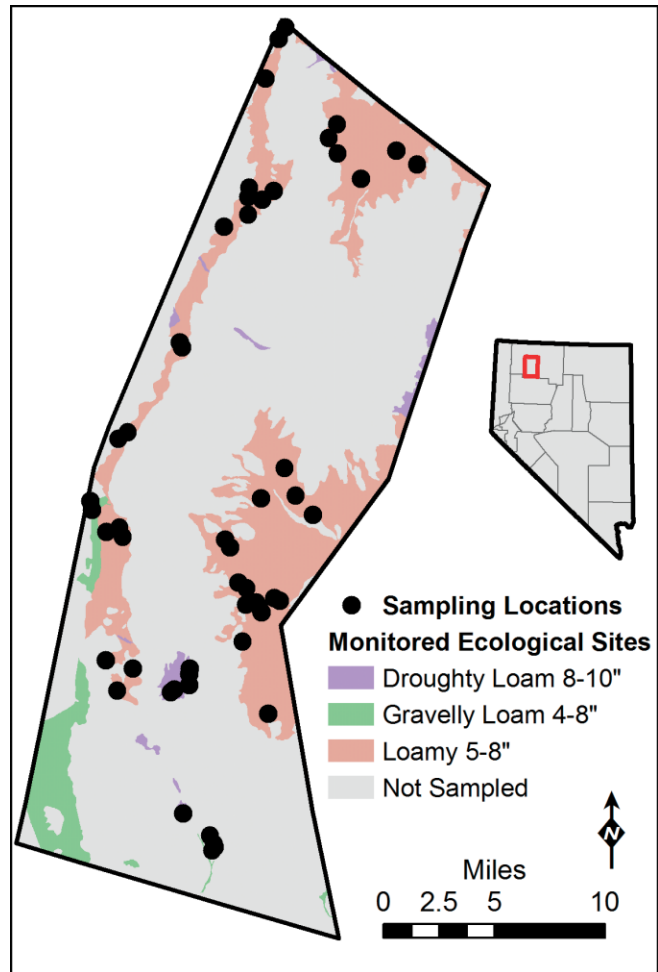 Sampling Locations
Monitored Ecological Sites
Droughty Loam 8-10"
Gravelly Loam 4-8"
Loamy 5-8"
Not Sampled
N
Miles
0 2.5 5 10